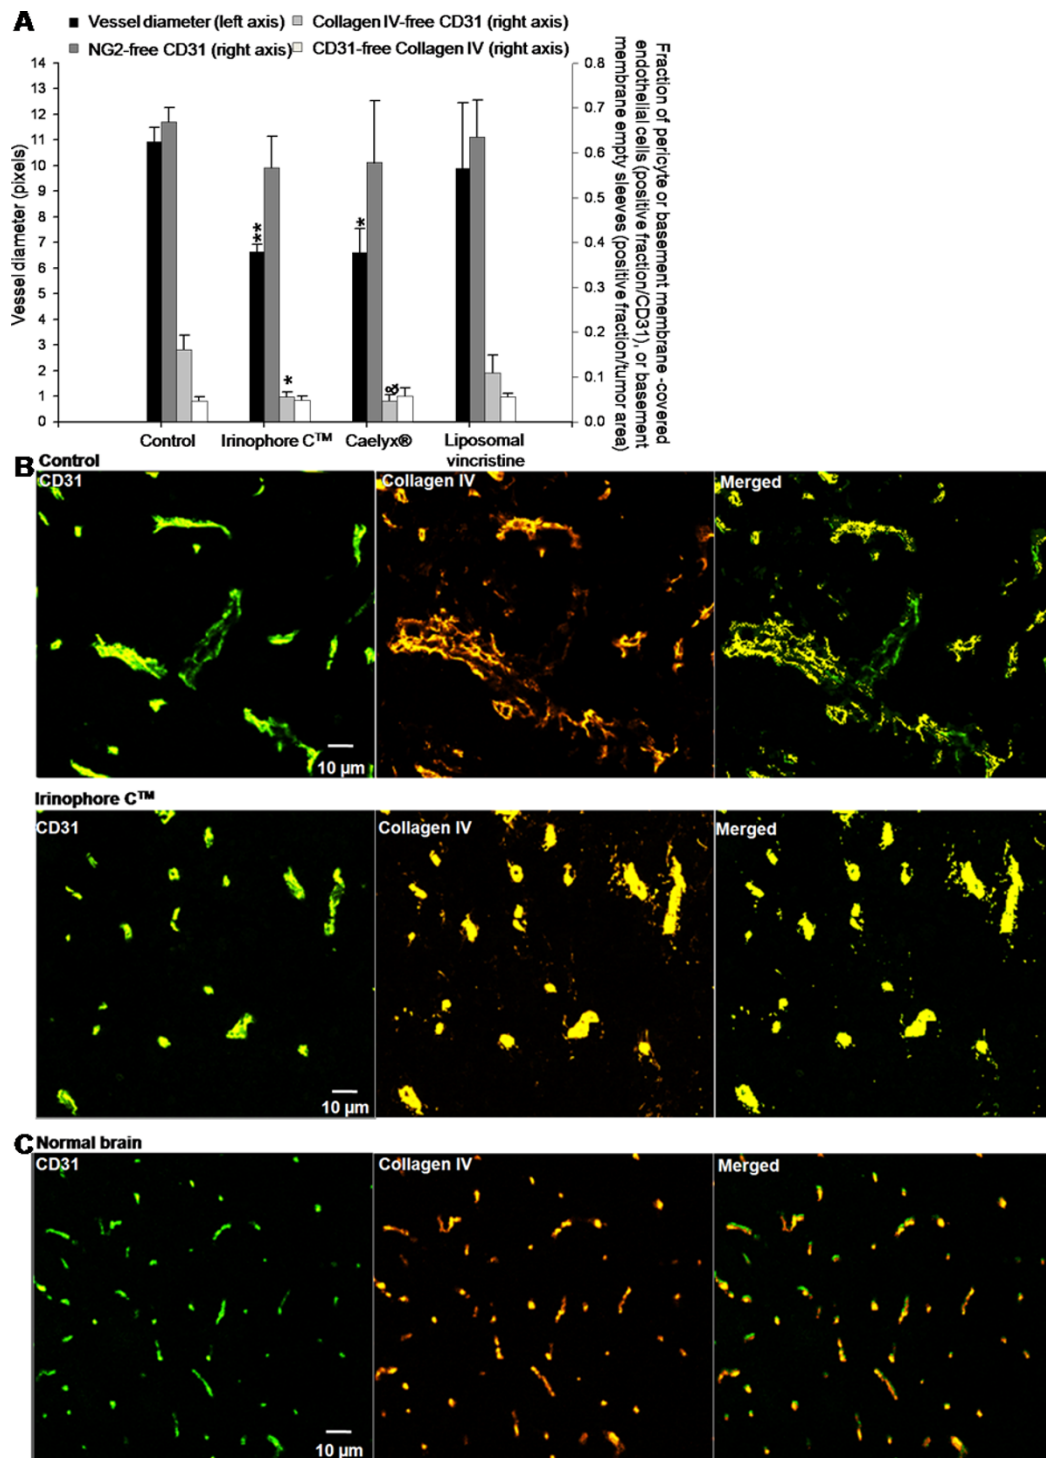 A
Vessel diameter (left axis)
Collagen IV-free CD31 (right axis)
NG2-free CD31 (right axis)
CD31-free Collagen IV (right axis)
Vessel diameter (pixels)
14
13
12
11
10
9
8
7
6
5
4
3
2
1
0
**
*
*
&
0.8
0.7
0.6
0.5
0.4
0.3
0.2
0.1
0.0
Fraction of pericyte or basement membrane -covered
endothelial cells (positive fraction/CD31), or basement
membrane empty sleeves (positive fraction/tumor area)
Control
Irinophore C™
Caelyx®
Liposomal
vincristine
B
Control
CD31
Collagen IV
Merged
10 µm
Irinophore C™
CD31
Collagen IV
Merged
10 µm
C
Normal brain
CD31
Collagen IV
Merged
10 µm